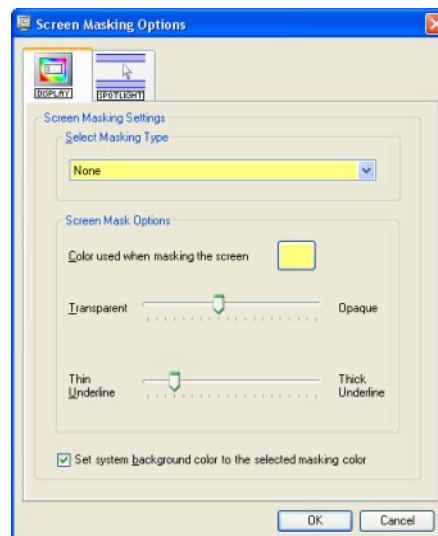 Screen Masking Options
DISPLAY SPOTLIGHT
Screen Masking Settings
Select Masking Type
None
Screen Mask Options
Color used when masking the screen
Transparent Opaque
Thin Underline Thick Underline
Set system background color to the selected masking color
OK Cancel